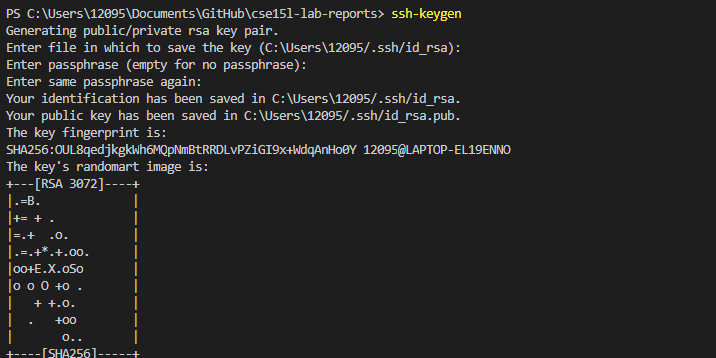 PS C:\Users\12095\Documents\GitHub\cse15l-lab-reports> ssh-keygen
Generating public/private rsa key pair.
Enter file in which to save the key (C:\Users\12095/.ssh/id_rsa):
Enter passphrase (empty for no passphrase):
Enter same passphrase again:
Your identification has been saved in C:\Users\12095/.ssh/id_rsa.
Your public key has been saved in C:\Users\12095/.ssh/id_rsa.pub.
The key fingerprint is:
SHA256:OUL8qedjkgkWh6MQpNmBtRRDLvPZiGI9x+WdqAnHo0Y 12095@LAPTOP-EL19ENNO
The key's randomart image is:
+---[RSA 3072]----+
|.=B.             |
|+= + .           |
|=.+  .o.         |
|.=.+*.+.oo.      |
|oo+E.X.oSo       |
|o o O +o .       |
|   + +.o.        |
|  .   +oo        |
|       o..       |
+----[SHA256]-----+